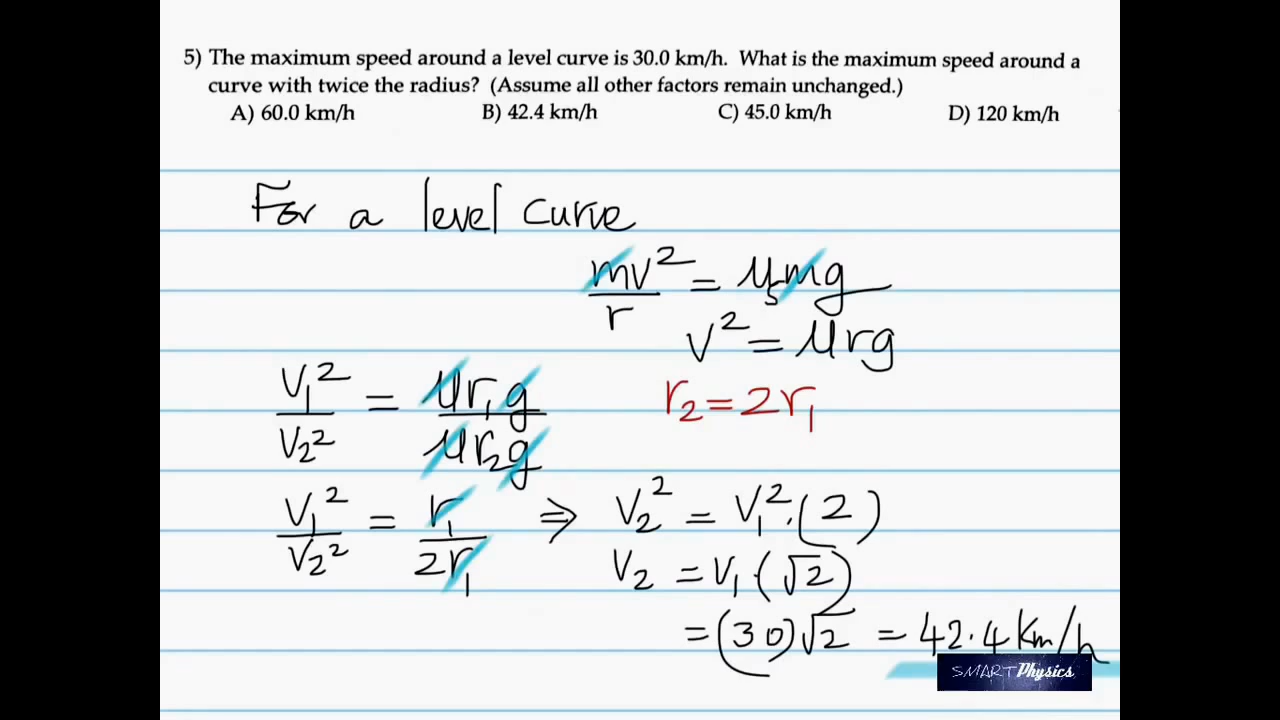 5) The maximum speed around a level curve is 30.0 km/h. What is the maximum speed around a
curve with twice the radius? (Assume all other factors remain unchanged.)
A) 60.0 km/h B) 42.4 km/h C) 45.0 km/h D) 120 km/h
For a level curve
mv²/r = μₛmg
v² = μrg
V₁²/V₂² = μr₁g/μr₂g
r₂ = 2r₁
V₁²/V₂² = r₁/2r₁ ⇒ V₂² = V₁²·(2)
V₂ = V₁·(√2)
= (30)√2 = 42.4 Km/h
SMART Physics